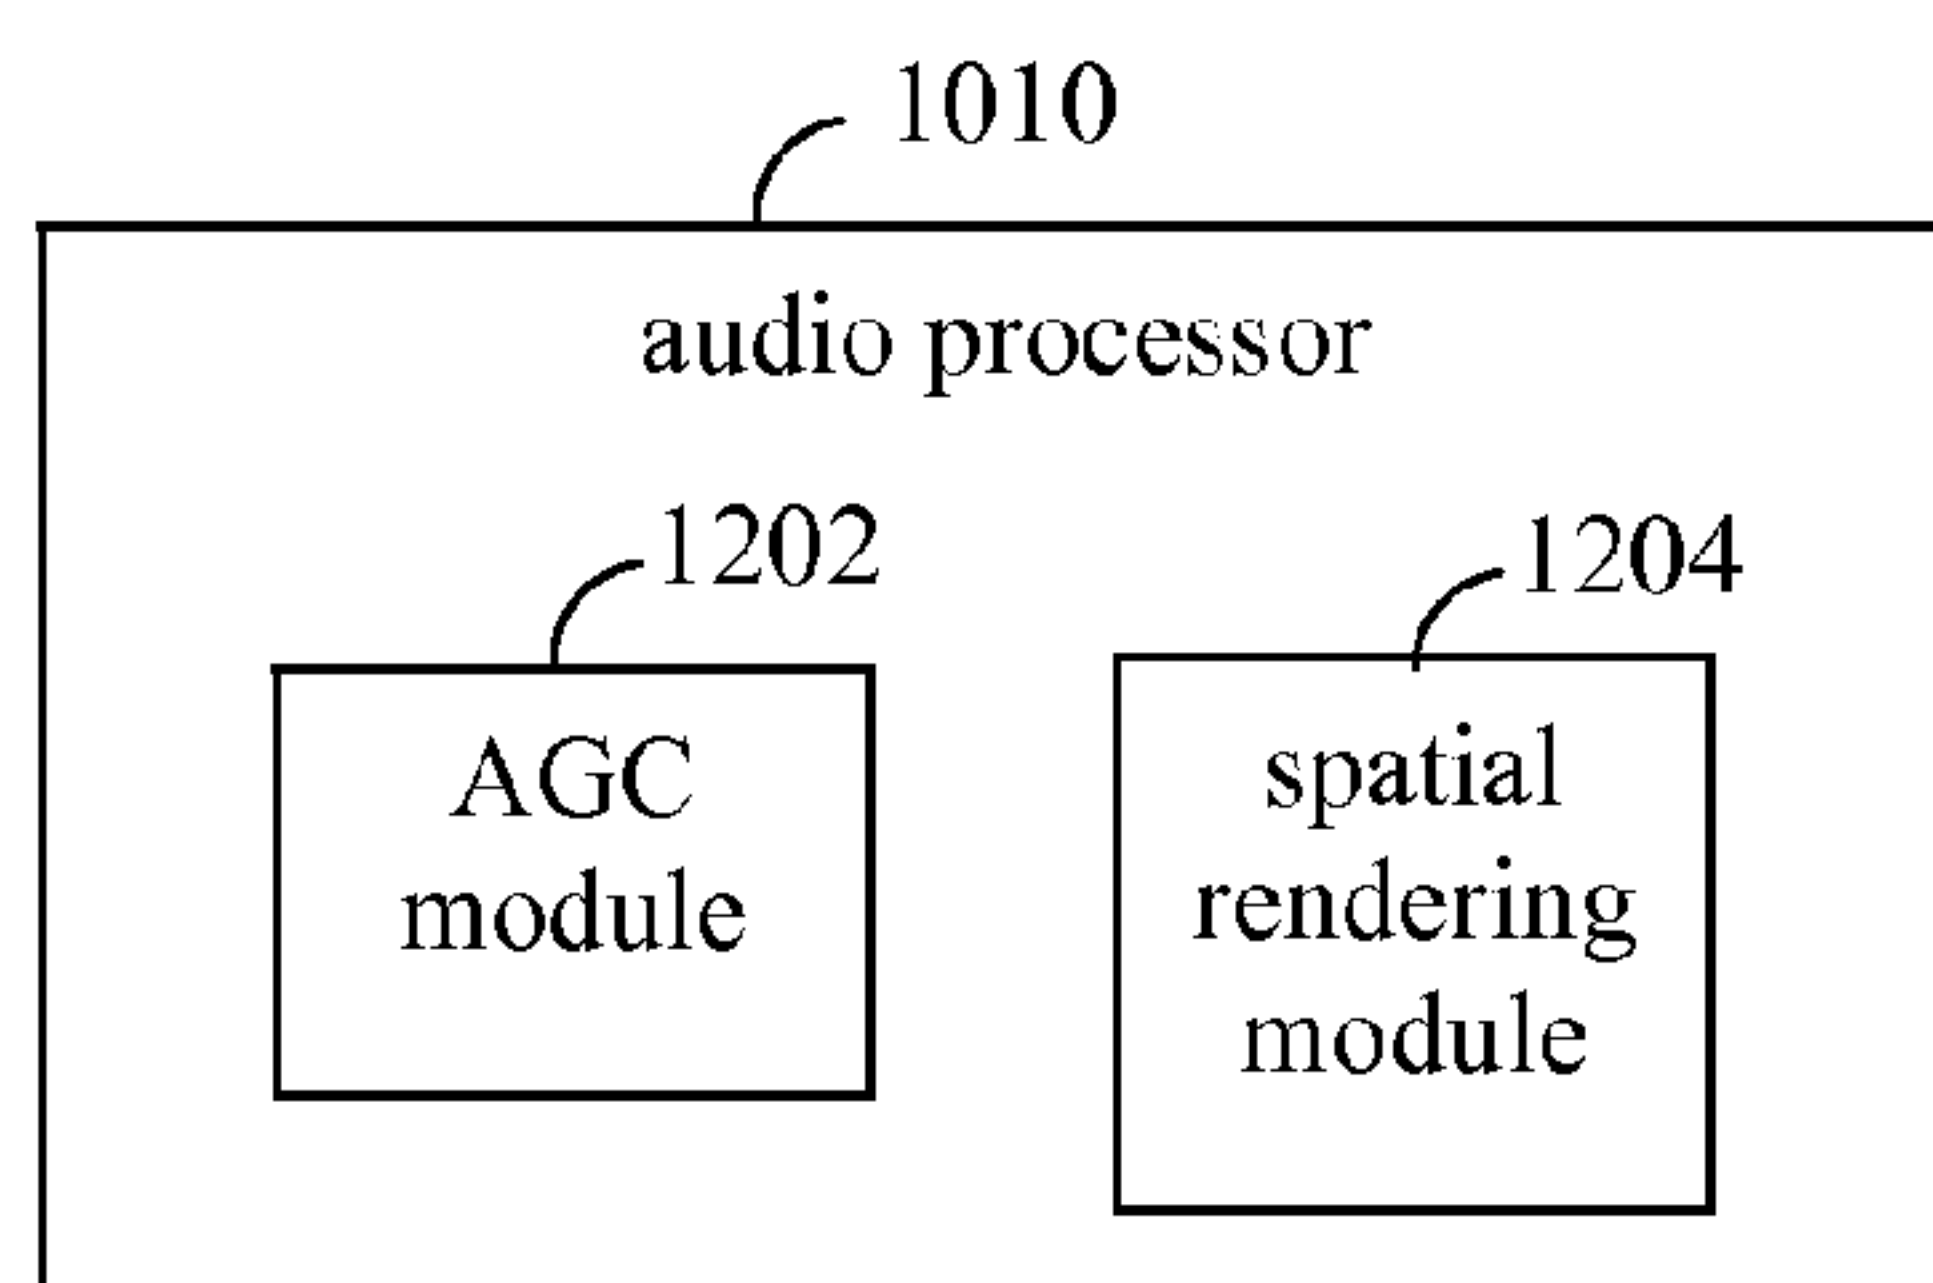 1010
audio processor
1202
1204
AGC
module
spatial
rendering
module